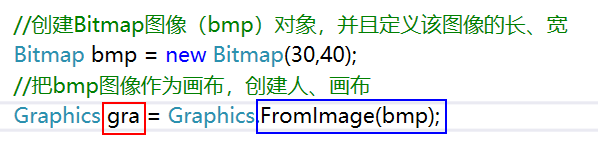 //创建Bitmap图像（bmp）对象，并且定义该图像的长、宽
Bitmap bmp = new Bitmap(30,40);
//把bmp图像作为画布，创建人、画布
Graphics gra = Graphics.FromImage(bmp);